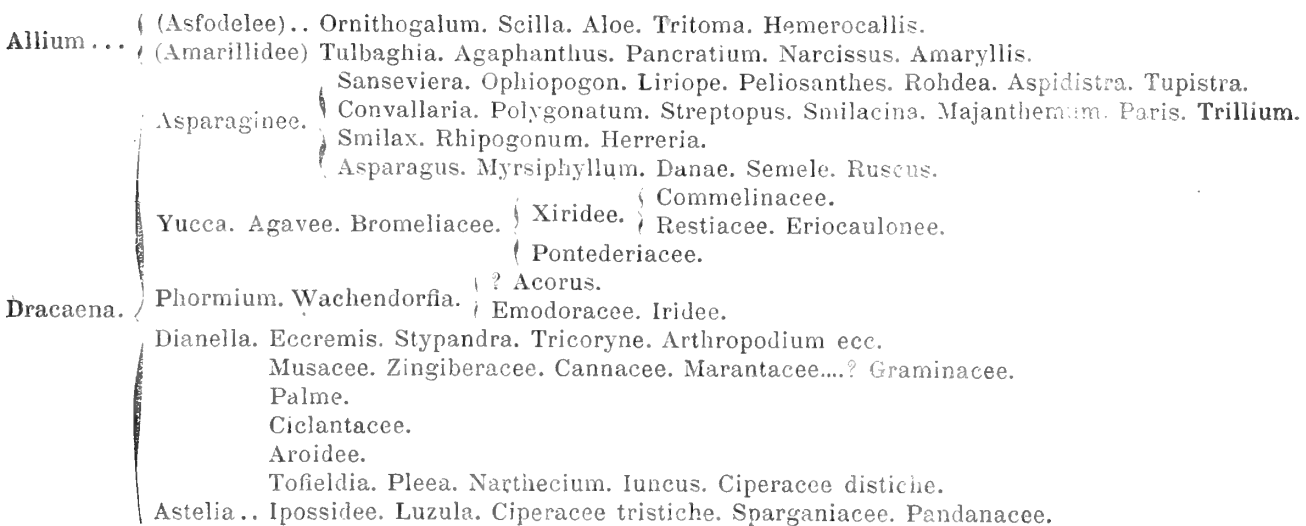 Allium... (Asfodelee).. Ornithogalum. Scilla. Aloe. Tritoma. Hemerocallis.
(Amarillidee) Tulbaghia. Agaphanthus. Pancratium. Narcissus. Amaryllis.
Dracaena. Asparaginee. Sanseviera. Ophiopogon. Liriope. Peliosanthes. Rohdea. Aspidistra. Tupistra.
Convallaria. Polygonatum. Streptopus. Smilacina. Majanthemum. Paris. Trillium.
Smilax. Rhipogonum. Herreria.
Asparagus. Myrsiphyllum. Danae. Semele. Ruscus.
Yucca. Agavee. Bromeliacee. Xiridee. Commelinacee.
Restiacee. Eriocaulonee.
Pontederiacee.
Phormium. Wachendorfia. ? Acorus.
Emodoracee. Iridee.
Dianella. Eccremis. Stypandra. Tricoryne. Arthropodium ecc.
Musacee. Zingiberacee. Cannacee. Marantacee....? Graminacee.
Palme.
Ciclantacee.
Aroidee.
Tofieldia. Pleea. Narthecium. Iuncus. Ciperacee distiche.
Astelia.. Ipossidee. Luzula. Ciperacee tristiche. Sparganiacee. Pandanacee.